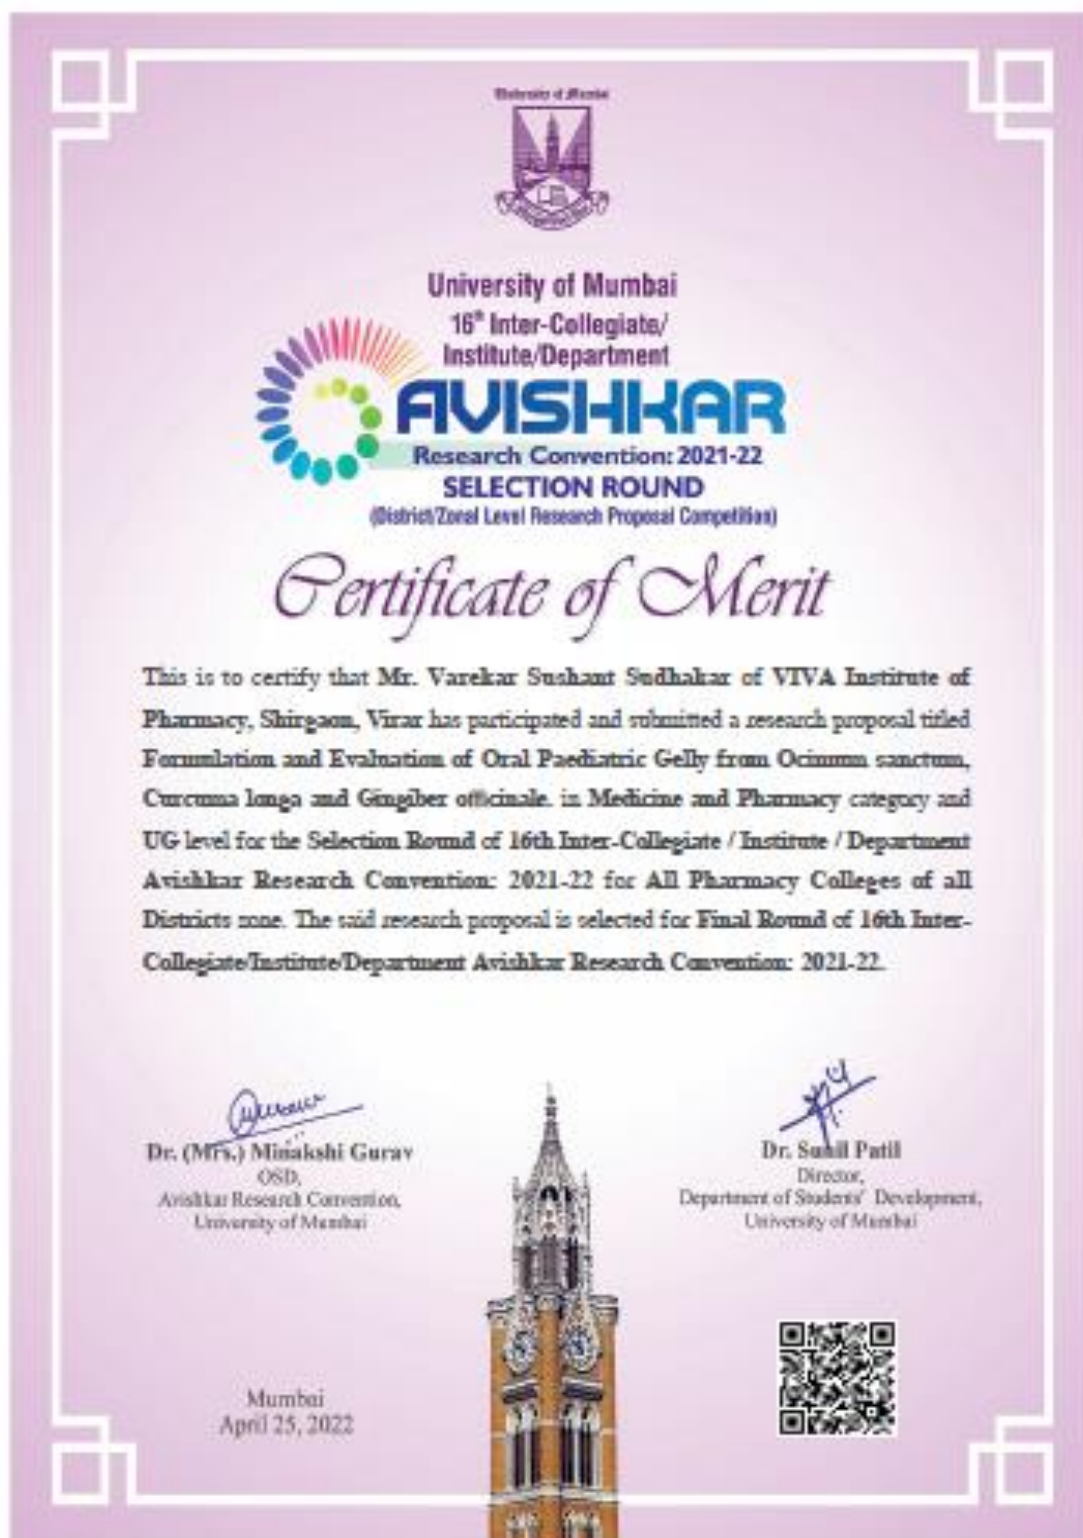 University of Mumbai
University of Mumbai
16th Inter-Collegiate/
Institute/Department
AVISHKAR
Research Convention: 2021-22
SELECTION ROUND
(District/Zonal Level Research Proposal Competition)
Certificate of Merit
This is to certify that Mr. Varekar Sushant Sudhakar of VIVA Institute of
Pharmacy, Shirgaon, Virar has participated and submitted a research proposal titled
Formulation and Evaluation of Oral Paediatric Gelly from Ocimum sanctum,
Curcuma longa and Gingiber officinale. in Medicine and Pharmacy category and
UG level for the Selection Round of 16th Inter-Collegiate / Institute / Department
Avishkar Research Convention: 2021-22 for All Pharmacy Colleges of all
Districts zone. The said research proposal is selected for Final Round of 16th Inter-
Collegiate/Institute/Department Avishkar Research Convention: 2021-22.
Dr. (Mrs.) Minakshi Gurav
OSD,
Avishkar Research Convention,
University of Mumbai
Dr. Sunil Patil
Director,
Department of Students' Development,
University of Mumbai
Mumbai
April 25, 2022